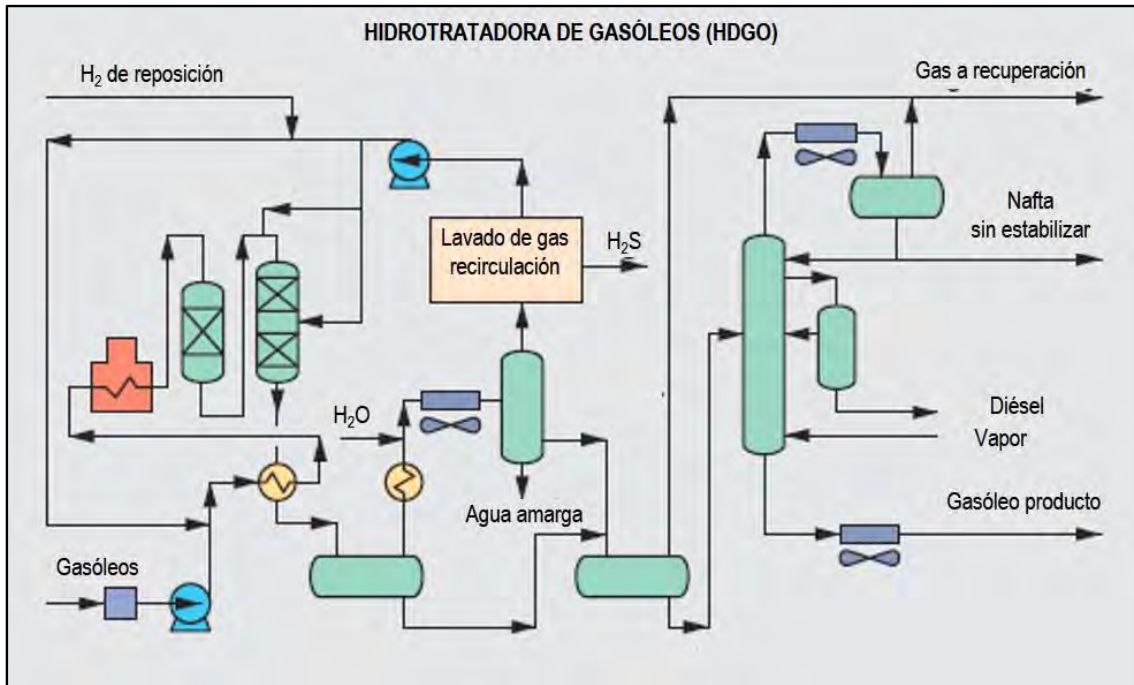 HIDROTRATADORA DE GASÓLEOS (HDGO)
H₂ de reposición
Gas a recuperación
Nafta
sin estabilizar
Lavado de gas
recirculación
H₂S
H₂O
Diésel
Vapor
Agua amarga
Gasóleo producto
Gasóleos